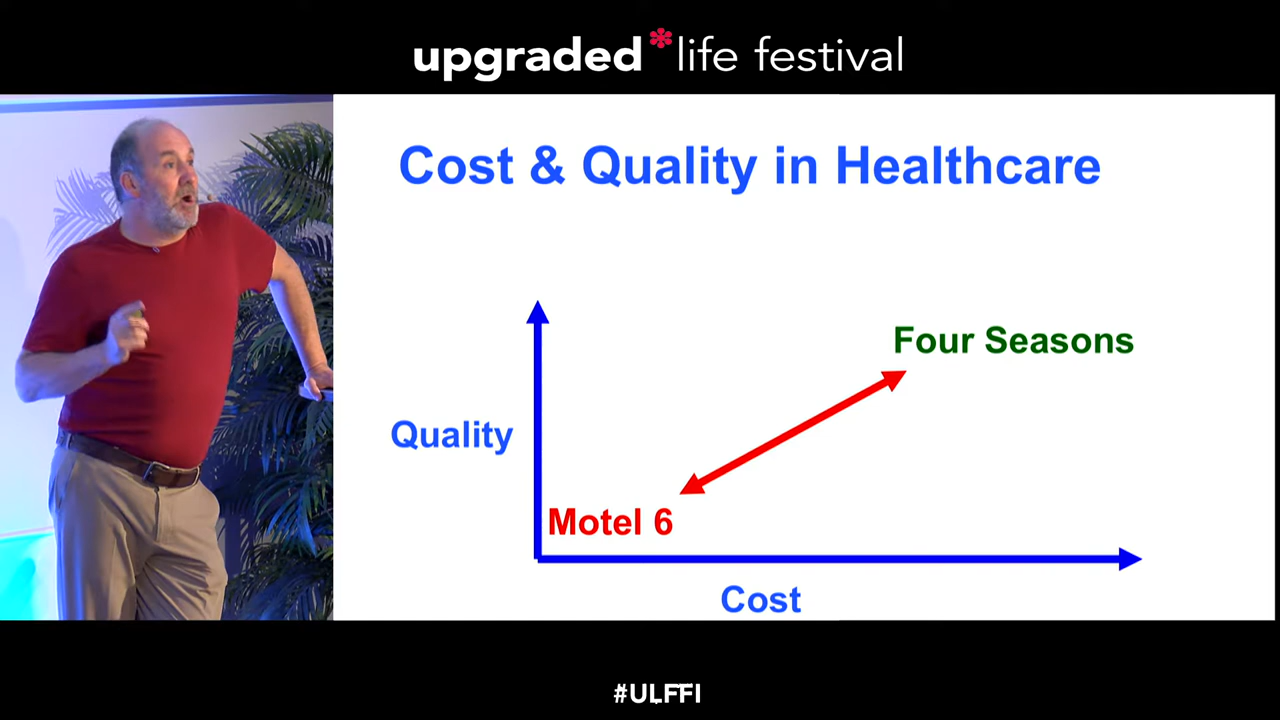 upgraded*life festival
Cost & Quality in Healthcare
Four Seasons
Quality
Motel 6
Cost
#ULFFI